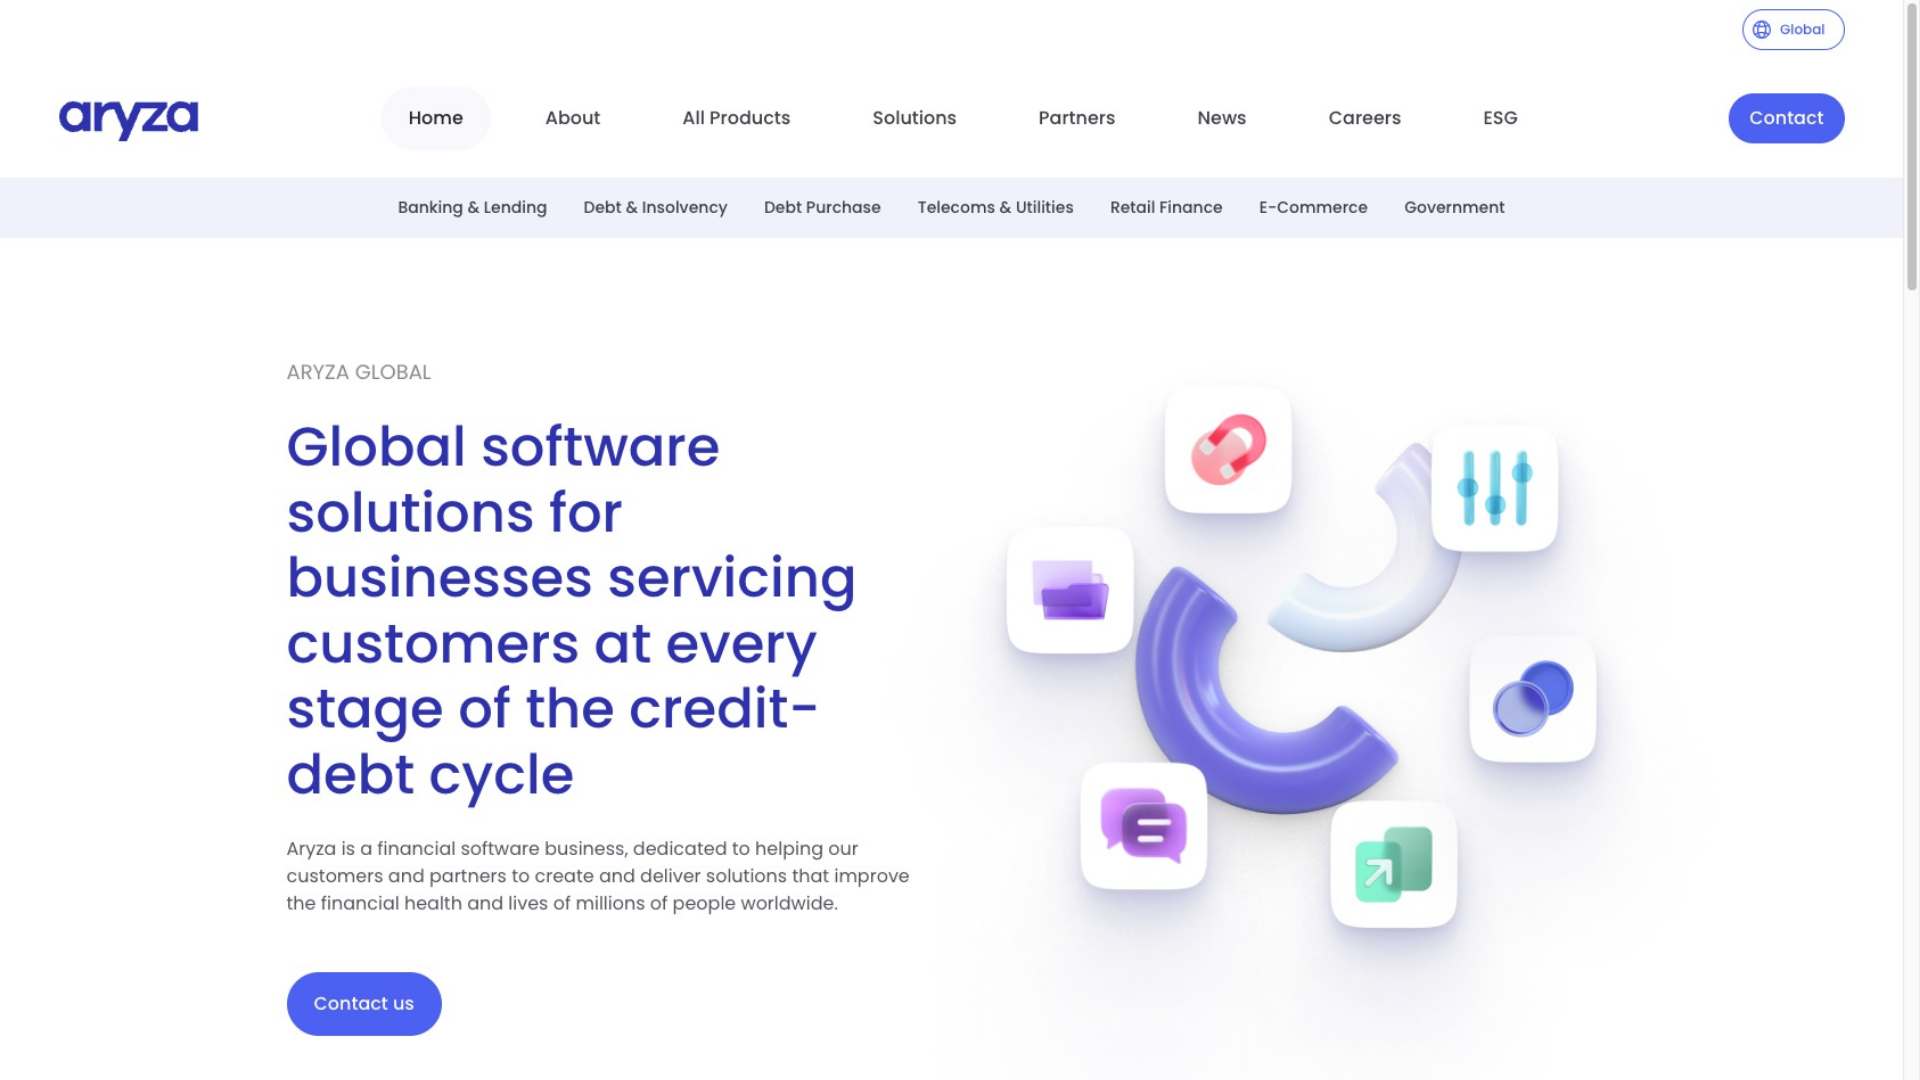 Global
aryza
Home
About
All Products
Solutions
Partners
News
Careers
ESG
Contact
Banking & Lending
Debt & Insolvency
Debt Purchase
Telecoms & Utilities
Retail Finance
E-Commerce
Government
ARYZA GLOBAL
Global software
solutions for
businesses servicing
customers at every
stage of the credit-
debt cycle
Aryza is a financial software business, dedicated to helping our
customers and partners to create and deliver solutions that improve
the financial health and lives of millions of people worldwide.
Contact us